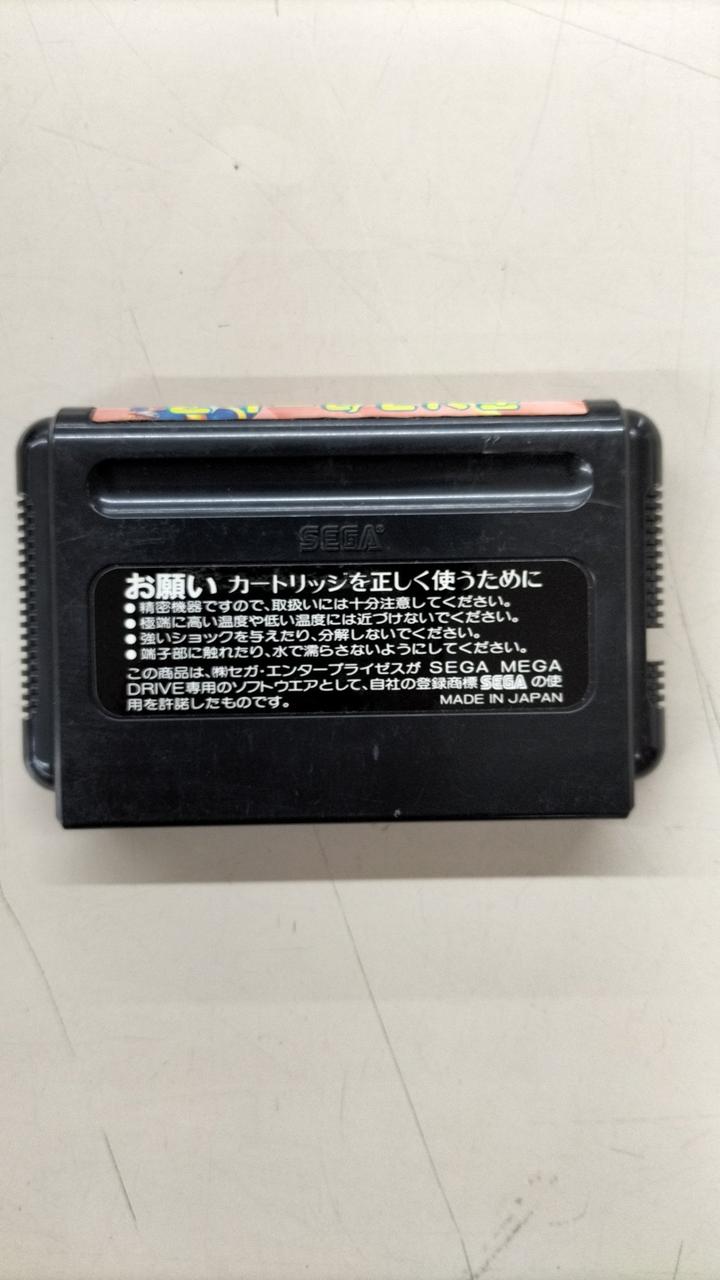 SEGA®
お願い カートリッジを正しく使うために
●精密機器ですので、取扱いには十分注意してください。
●極端に高い温度や低い温度には近づけないでください。
●強いショックを与えたり、分解しないでください。
●端子部に触れたり、水で濡らさないようにしてください。
この商品は、㈱セガ・エンタープライゼスが SEGA MEGA
DRIVE専用のソフトウエアとして、自社の登録商標 SEGA の使
用を許諾したものです。 MADE IN JAPAN